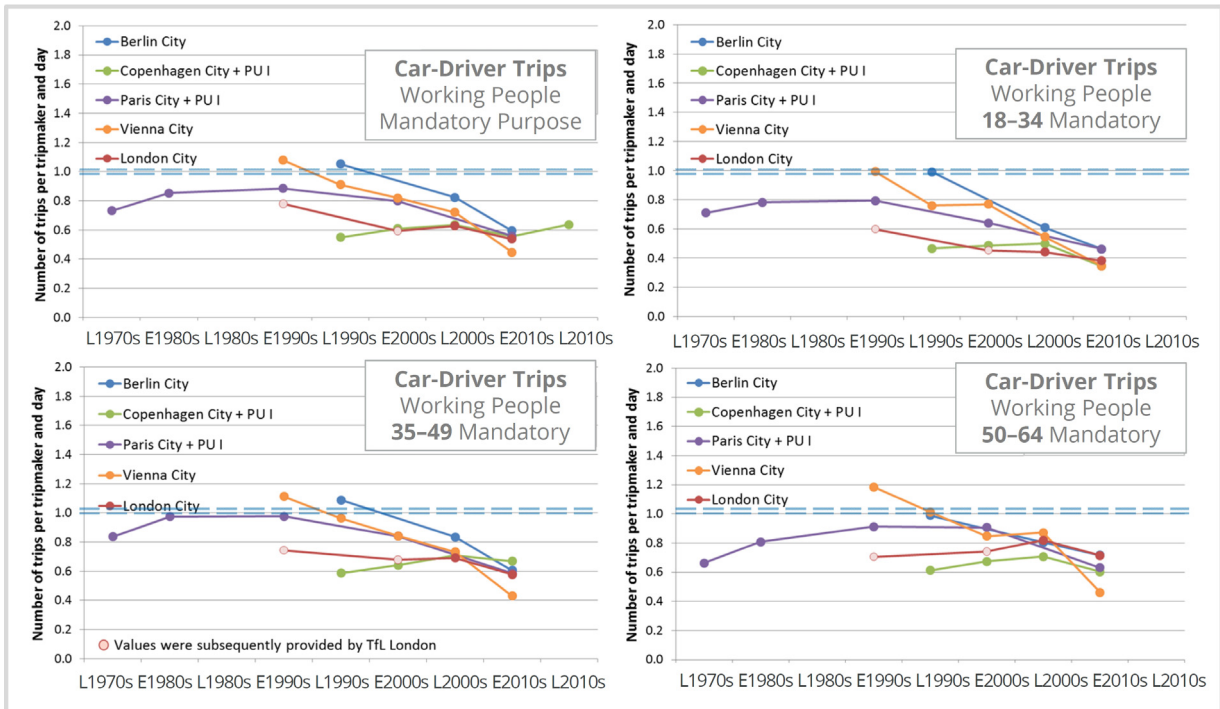 Number of trips per tripmaker and day
2.0
1.8
1.6
1.4
1.2
1.0
0.8
0.6
0.4
0.2
0.0
Berlin City
Copenhagen City + PU I
Paris City + PU I
Vienna City
London City
Car-Driver Trips
Working People
Mandatory Purpose
L1970s E1980s L1980s E1990s L1990s E2000s L2000s E2010s L2010s
Number of trips per tripmaker and day
2.0
1.8
1.6
1.4
1.2
1.0
0.8
0.6
0.4
0.2
0.0
Berlin City
Copenhagen City + PU I
Paris City + PU I
Vienna City
London City
Car-Driver Trips
Working People
18–34 Mandatory
L1970s E1980s L1980s E1990s L1990s E2000s L2000s E2010s L2010s
Number of trips per tripmaker and day
2.0
1.8
1.6
1.4
1.2
1.0
0.8
0.6
0.4
0.2
0.0
Berlin City
Copenhagen City + PU I
Paris City + PU I
Vienna City
London City
Car-Driver Trips
Working People
35–49 Mandatory
Values were subsequently provided by TfL London
L1970s E1980s L1980s E1990s L1990s E2000s L2000s E2010s L2010s
Number of trips per tripmaker and day
2.0
1.8
1.6
1.4
1.2
1.0
0.8
0.6
0.4
0.2
0.0
Berlin City
Copenhagen City + PU I
Paris City + PU I
Vienna City
London City
Car-Driver Trips
Working People
50–64 Mandatory
L1970s E1980s L1980s E1990s L1990s E2000s L2000s E2010s L2010s